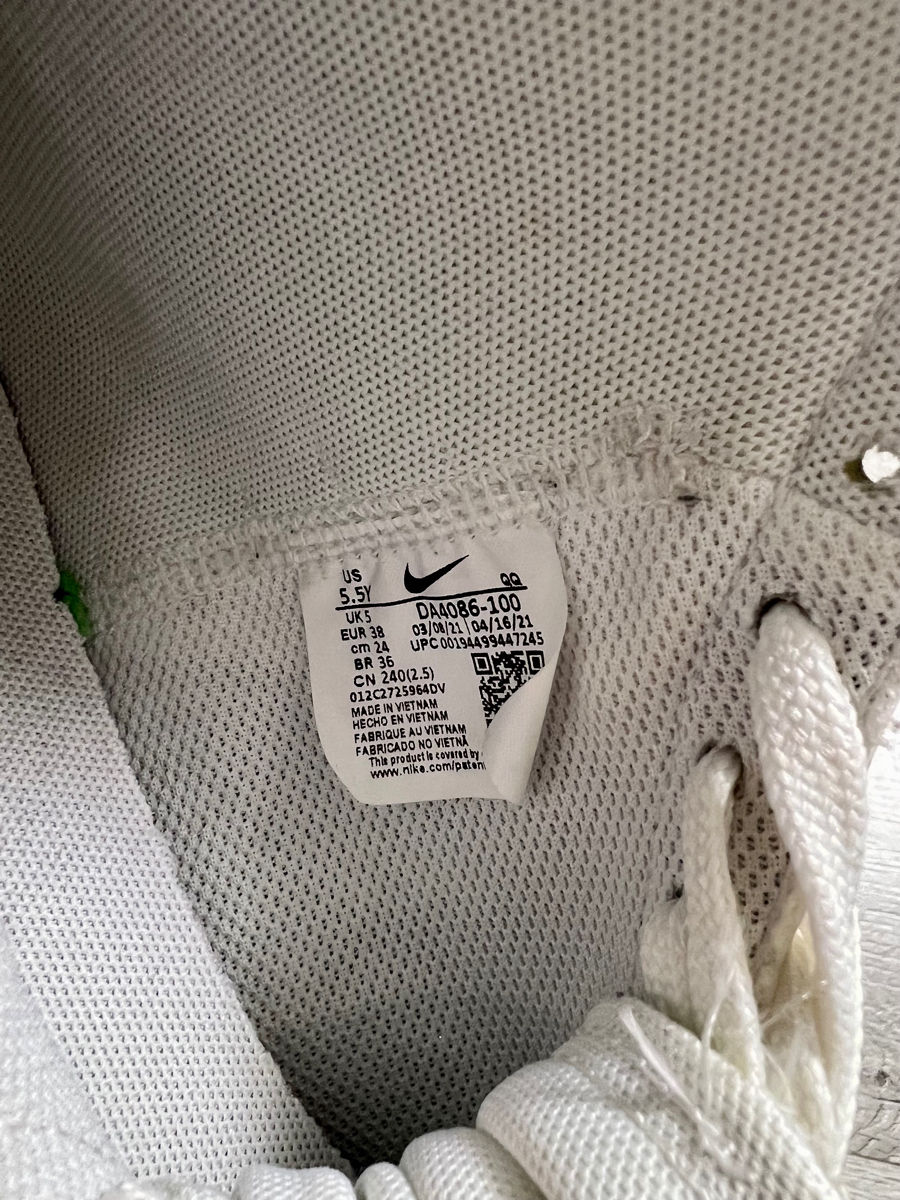 US
5.5Y
QQ
UK 5
DA4086-100
EUR 38
03/08/21 04/16/21
cm 24
UPC 00194499447245
BR 36
CN 240(2.5)
012C2725964DV
MADE IN VIETNAM
HECHO EN VIETNAM
FABRIQUE AU VIETNAM
FABRICADO NO VIETNÃ
This product is covered by
www.nike.com/paten